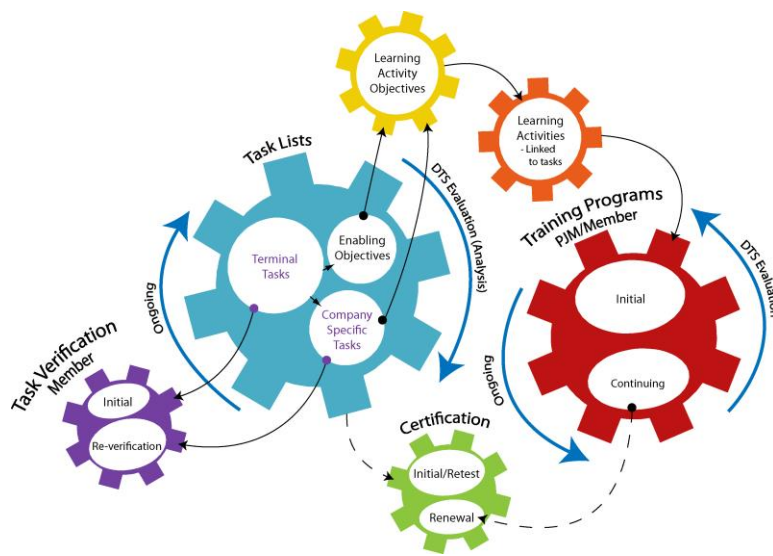 Learning
Activity
Objectives
Learning
Activities
- Linked
to tasks
Task Lists
DTS Evaluation (Analysis)
Training Programs
PJM/Member
DTS Evaluation
Terminal
Tasks
Enabling
Objectives
Company
Specific
Tasks
Ongoing
Initial
Continuing
Ongoing
Task Verification
Member
Initial
Re-verification
Certification
Initial/Retest
Renewal